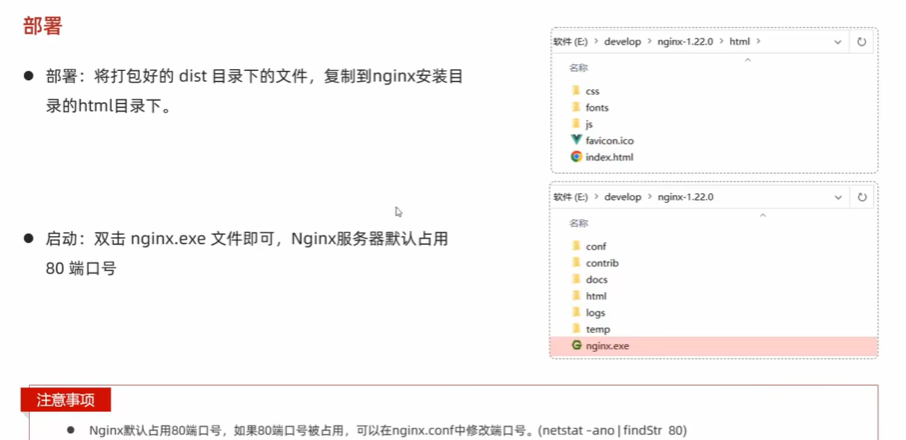 部署
● 部署：将打包好的 dist 目录下的文件，复制到nginx安装目
录的html目录下。
软件 (E:) > develop > nginx-1.22.0 > html >
名称
css
fonts
js
favicon.ico
index.html
● 启动：双击 nginx.exe 文件即可，Nginx服务器默认占用
80 端口号
软件 (E:) > develop > nginx-1.22.0
名称
conf
contrib
docs
html
logs
temp
nginx.exe
注意事项
● Nginx默认占用80端口号，如果80端口号被占用，可以在nginx.conf中修改端口号。(netstat –ano | findStr 80)